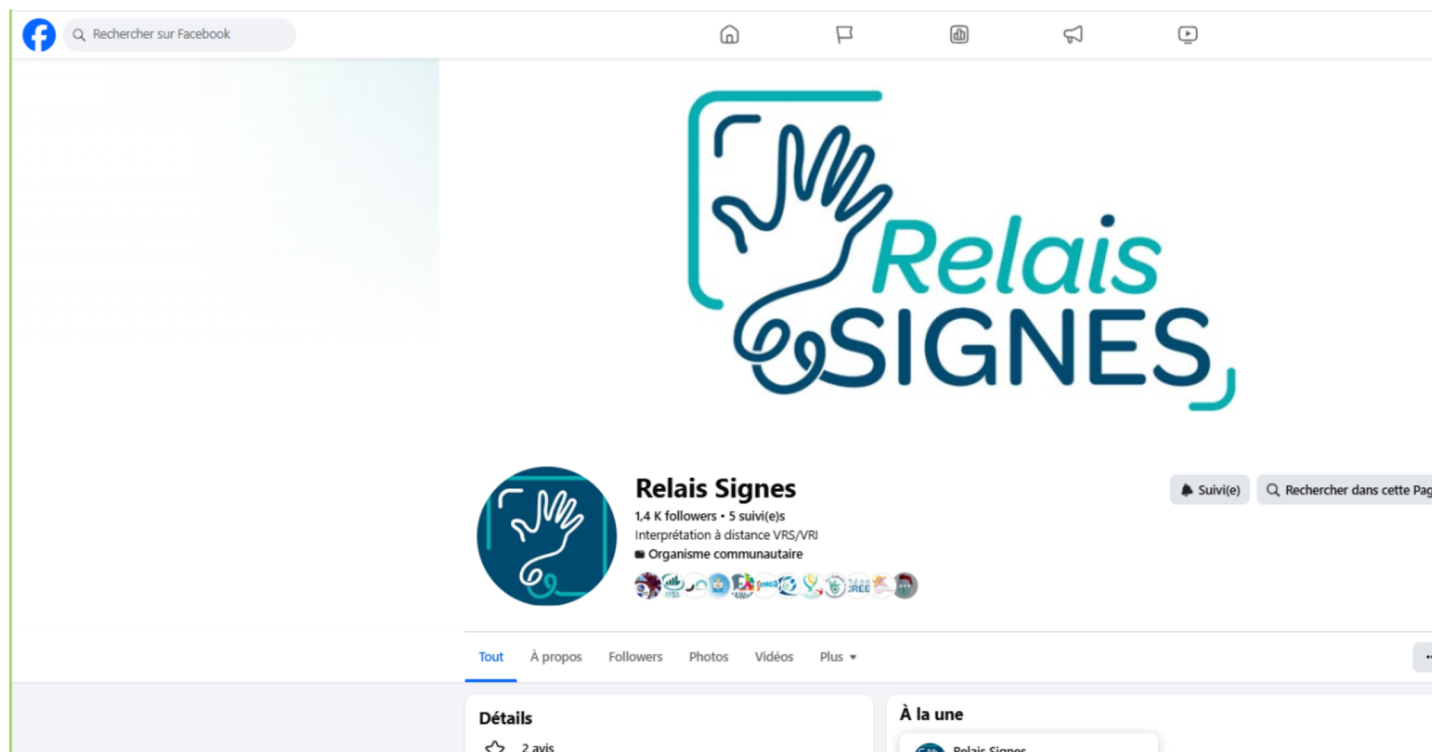 Rechercher sur Facebook
Relais
SIGNES
Relais Signes
1,4 K followers • 5 suivi(e)s
Suivi(e)
Rechercher dans cette Pag
Interprétation à distance VRS/VRI
Organisme communautaire
Tout À propos Followers Photos Vidéos Plus
Détails
2 avis
À la une
Relais Signes